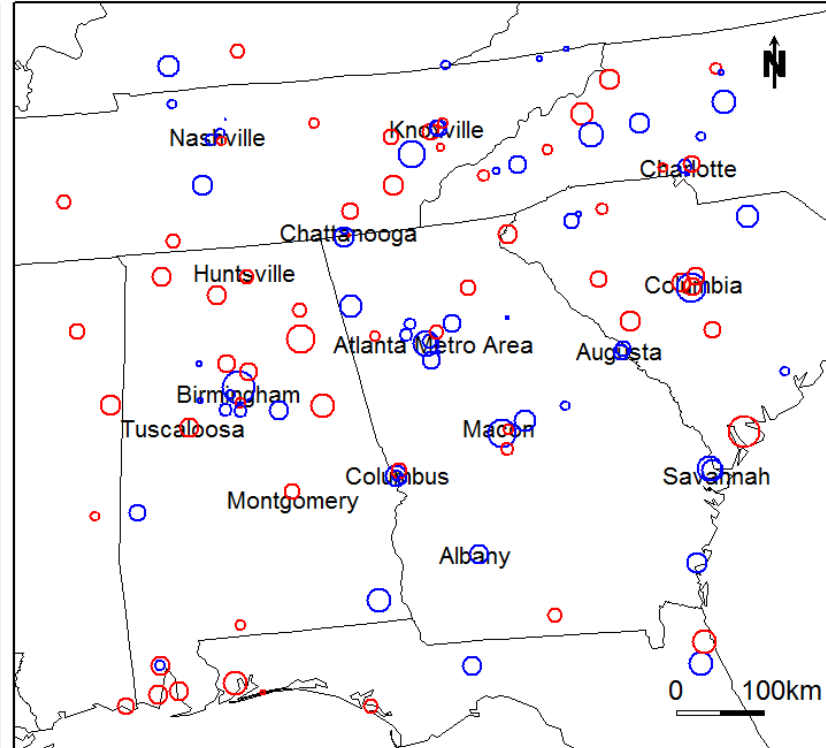 N
Nashville
Knoxville
Charlotte
Chattanooga
Huntsville
Columbia
Atlanta Metro Area
Augusta
Birmingham
Tuscaloosa
Macon
Columbus
Savannah
Montgomery
Albany
0 100km